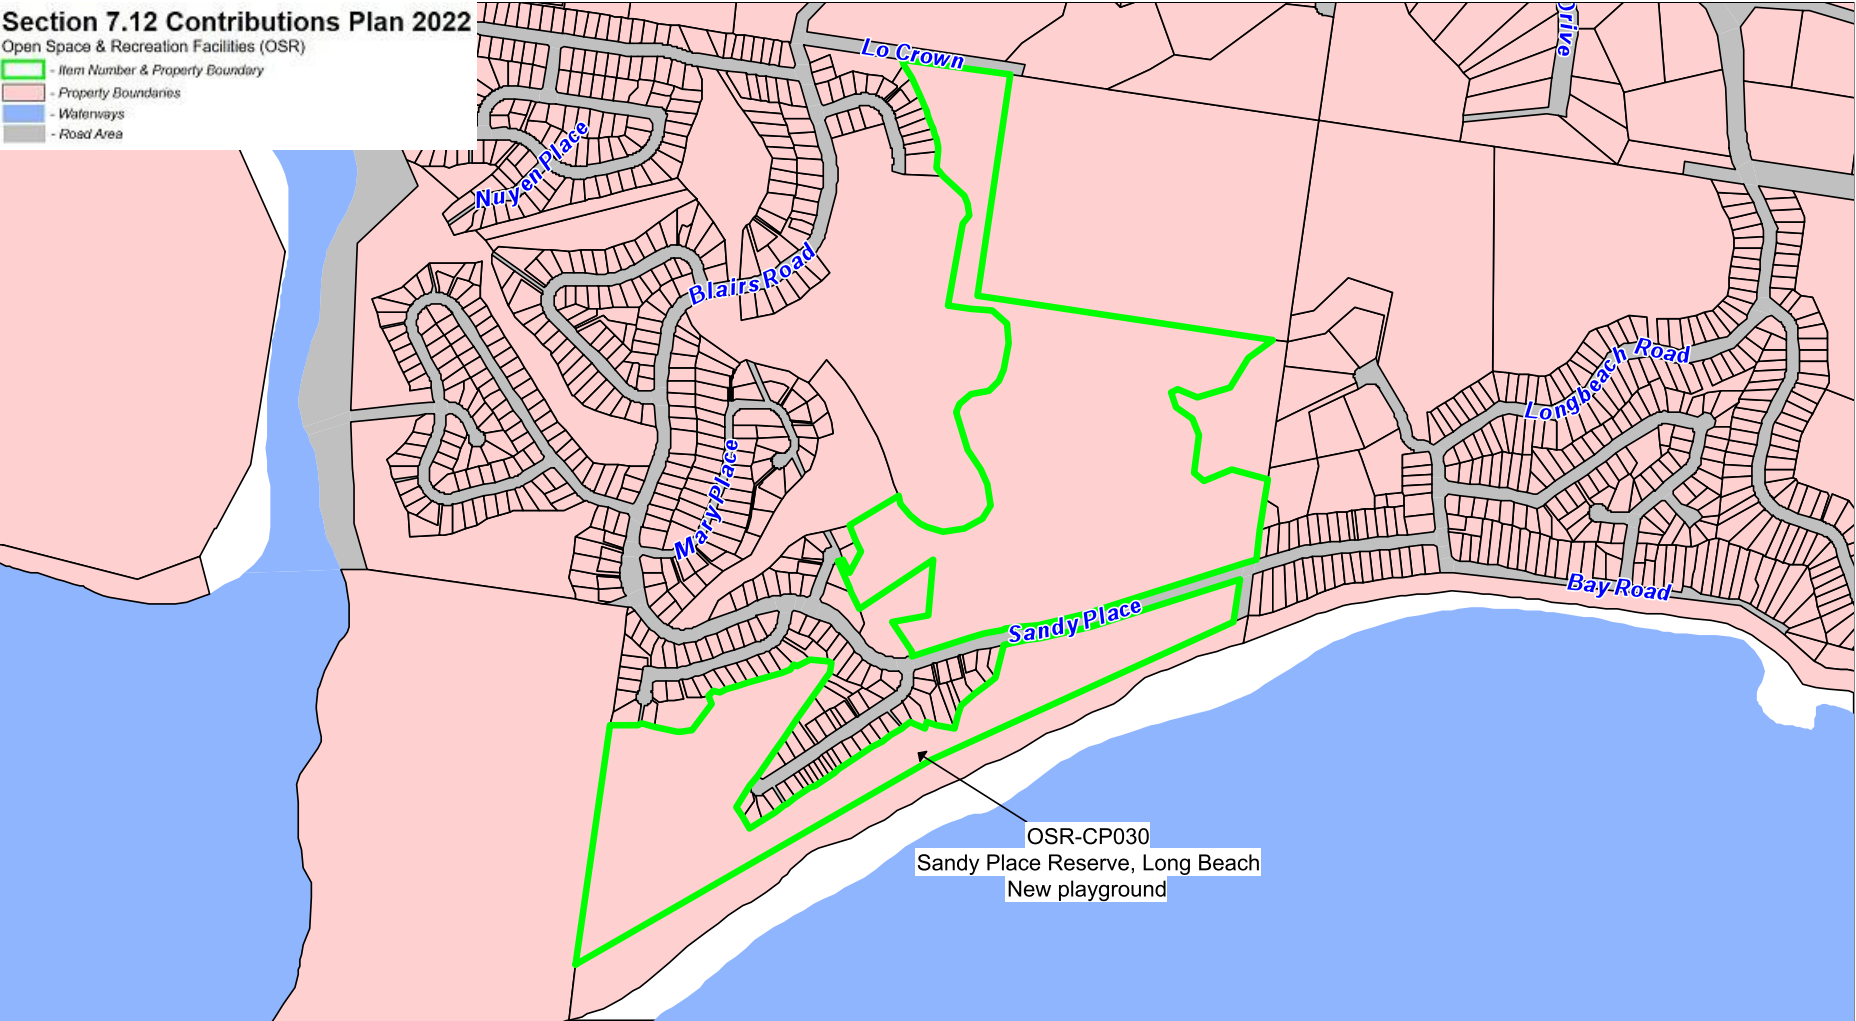 Section 7.12 Contributions Plan 2022
Open Space & Recreation Facilities (OSR)
- Item Number & Property Boundary
- Property Boundaries
- Waterways
- Road Area
Drive
Lo Crown
Nuyen Place
Blairs Road
Longbeach Road
Mary Place
Bay Road
Sandy Place
OSR-CP030
Sandy Place Reserve, Long Beach
New playground